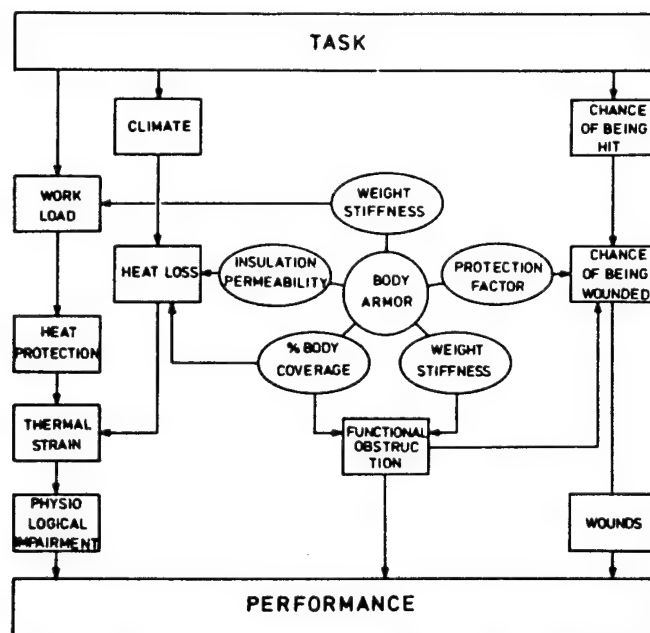 TASK
CLIMATE
CHANCE
OF BEING
HIT
WORK
LOAD
WEIGHT
STIFFNESS
HEAT LOSS
INSULATION
PERMEABILITY
BODY
ARMOR
PROTECTION
FACTOR
CHANCE
OF BEING
WOUNDED
HEAT
PROTECTION
% BODY
COVERAGE
WEIGHT
STIFFNESS
THERMAL
STRAIN
FUNCTIONAL
OBSTRUC
TION
PHYSIO
LOGICAL
IMPAIRMENT
WOUNDS
PERFORMANCE